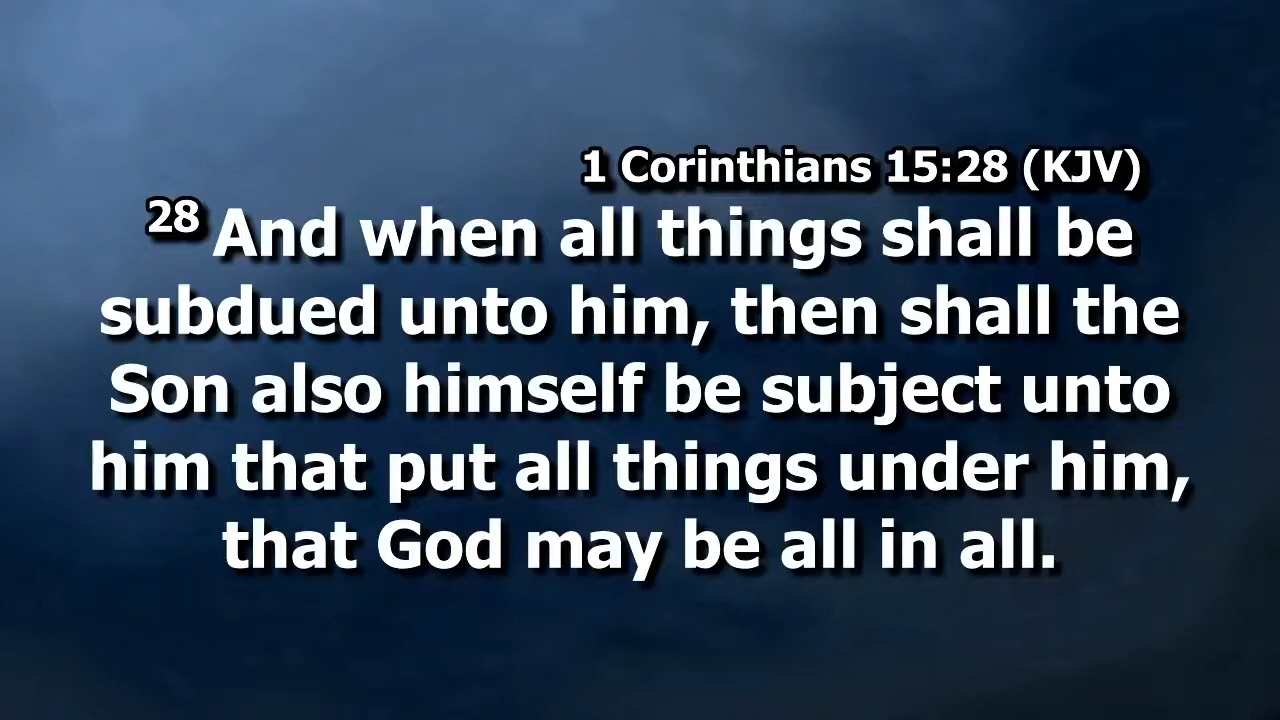 1 Corinthians 15:28 (KJV)
28 And when all things shall be
subdued unto him, then shall the
Son also himself be subject unto
him that put all things under him,
that God may be all in all.